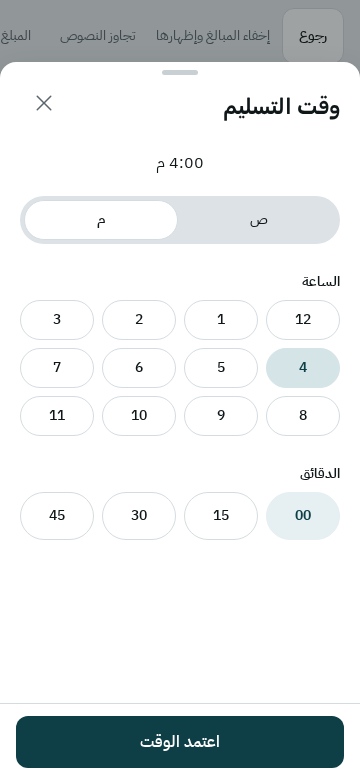 رجوع إخفاء المبالغ وإظهارها تجاوز النصوص المبلغ
وقت التسليم
4:00 م
ص م
الساعة
12 1 2 3
4 5 6 7
8 9 10 11
الدقائق
00 15 30 45
اعتمد الوقت